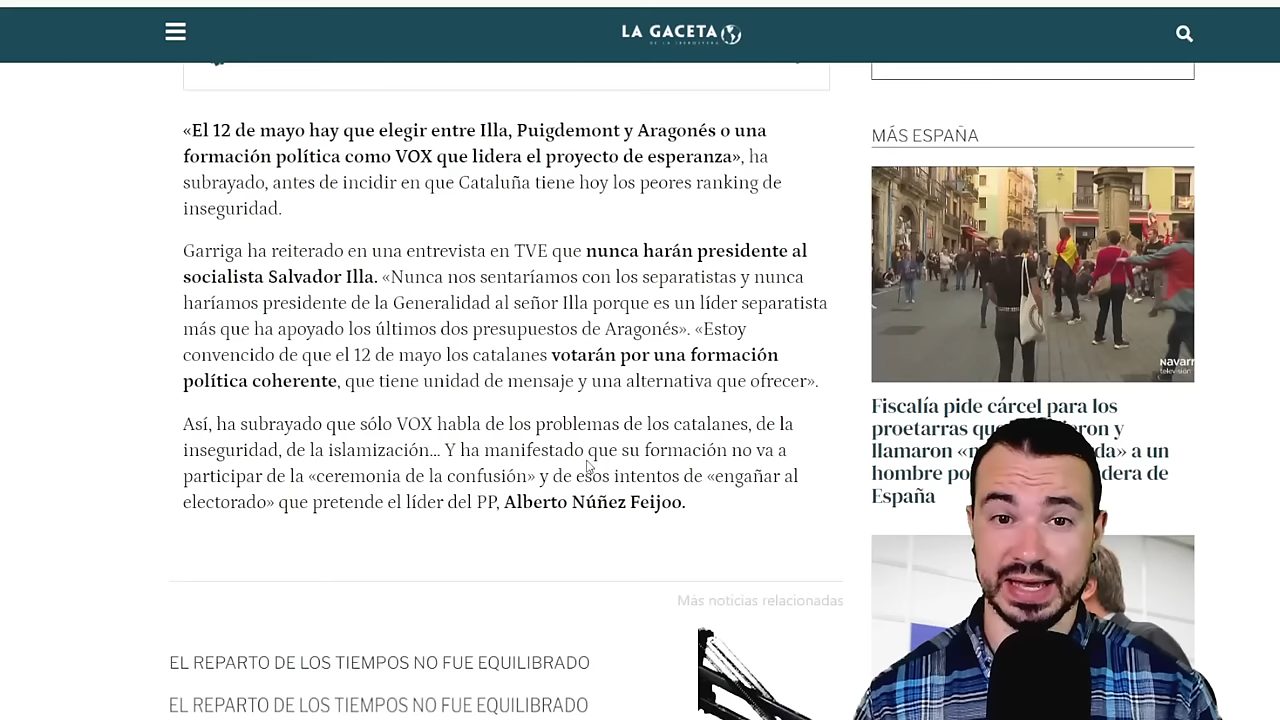 LA GACETA
DE LA IBEROSFERA
«El 12 de mayo hay que elegir entre Illa, Puigdemont y Aragonés o una
formación política como VOX que lidera el proyecto de esperanza», ha
subrayado, antes de incidir en que Cataluña tiene hoy los peores ranking de
inseguridad.
Garriga ha reiterado en una entrevista en TVE que nunca harán presidente al
socialista Salvador Illa. «Nunca nos sentaríamos con los separatistas y nunca
haríamos presidente de la Generalidad al señor Illa porque es un líder separatista
más que ha apoyado los últimos dos presupuestos de Aragonés». «Estoy
convencido de que el 12 de mayo los catalanes votarán por una formación
política coherente, que tiene unidad de mensaje y una alternativa que ofrecer».
Así, ha subrayado que sólo VOX habla de los problemas de los catalanes, de la
inseguridad, de la islamización... Y ha manifestado que su formación no va a
participar de la «ceremonia de la confusión» y de esos intentos de «engañar al
electorado» que pretende el líder del PP, Alberto Núñez Feijoo.
Más noticias relacionadas
EL REPARTO DE LOS TIEMPOS NO FUE EQUILIBRADO
EL REPARTO DE LOS TIEMPOS NO FUE EQUILIBRADO
MÁS ESPAÑA
Navarr
televisión
Fiscalía pide cárcel para los
proetarras y
llamaron a un
hombre de
España